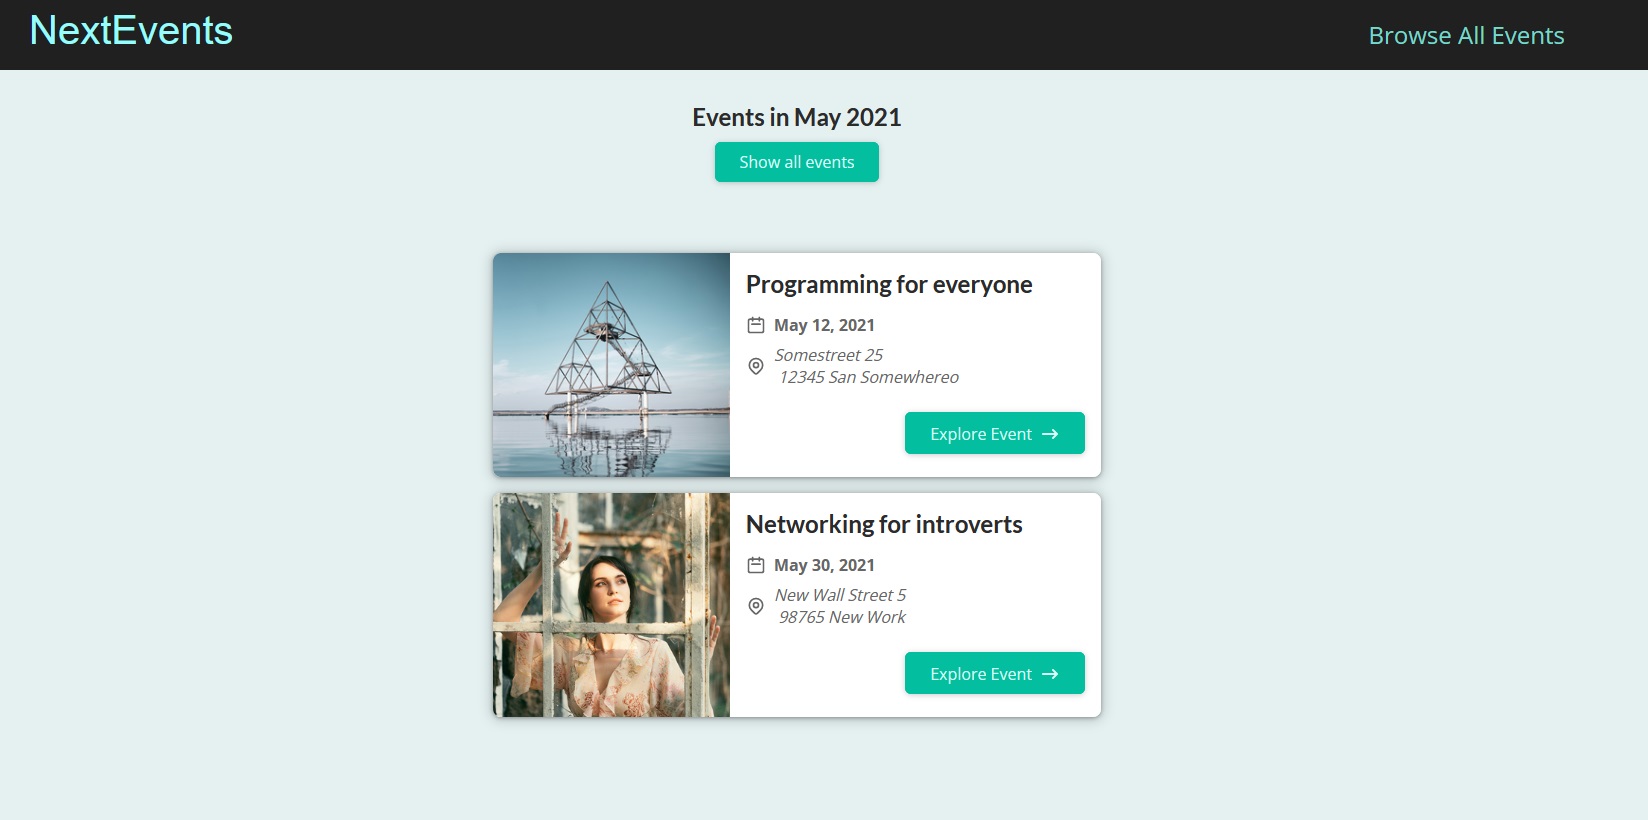 NextEvents
Browse All Events
Events in May 2021
Show all events
Programming for everyone
May 12, 2021
Somestreet 25
12345 San Somewhereo
Explore Event
Networking for introverts
May 30, 2021
New Wall Street 5
98765 New Work
Explore Event